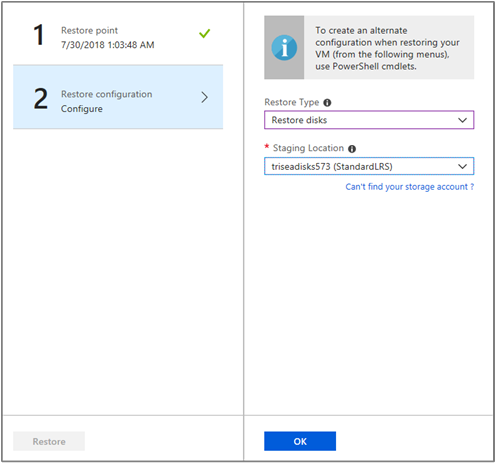 1
Restore point
7/30/2018 1:03:48 AM
2
Restore configuration
Configure
Restore
To create an alternate
configuration when restoring your
VM (from the following menus),
use PowerShell cmdlets.
Restore Type
Restore disks
* Staging Location
triseadisks573 (StandardLRS)
Can't find your storage account ?
OK